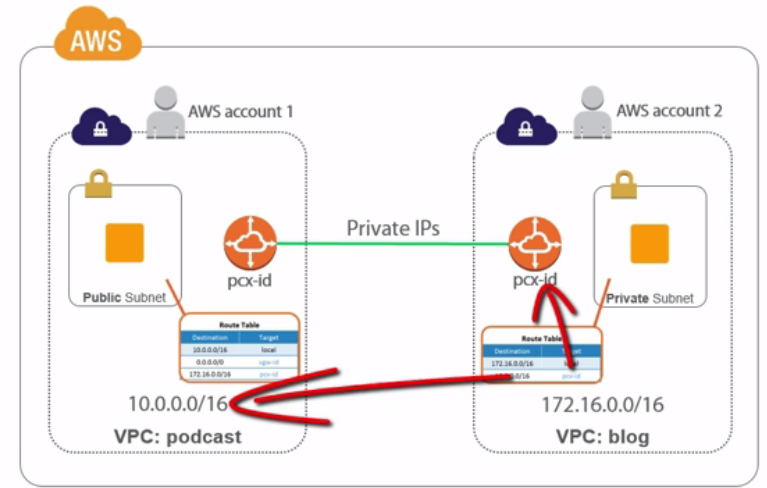 AWS
AWS account 1
AWS account 2
Private IPs
pcx-id
pcx-id
Public Subnet
Private Subnet
Route Table
Destination Target
10.0.0.0/16 local
0.0.0.0/0
172.16.0.0/16 pcx-id
Route Table
Destination
172.16.0.0/16
pcx-id
10.0.0.0/16
172.16.0.0/16
VPC: podcast
VPC: blog